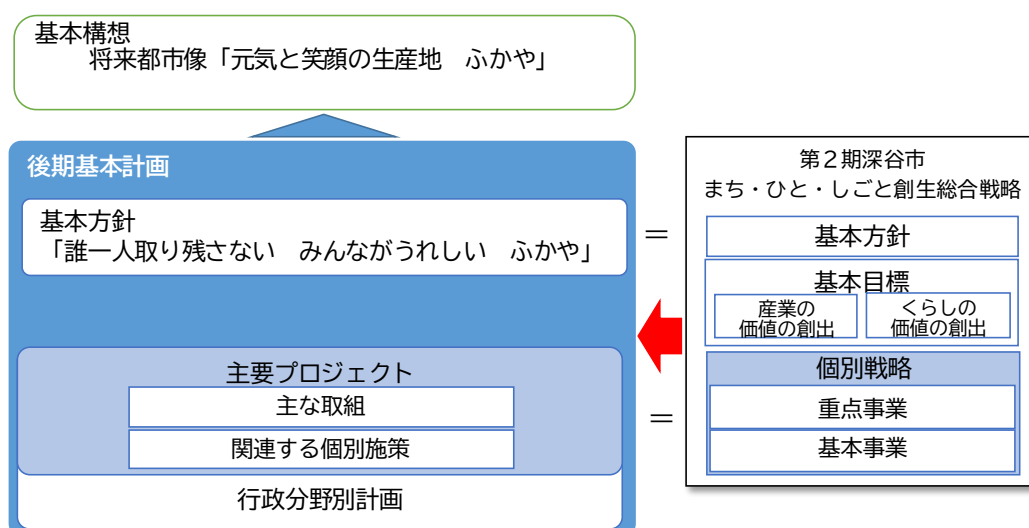 基本構想
将来都市像「元気と笑顔の生産地　ふかや」
後期基本計画
基本方針
「誰一人取り残さない　みんながうれしい　ふかや」
主要プロジェクト
主な取組
関連する個別施策
行政分野別計画
＝
＝
第２期深谷市
まち・ひと・しごと創生総合戦略
基本方針
基本目標
産業の
価値の創出
くらしの
価値の創出
個別戦略
重点事業
基本事業